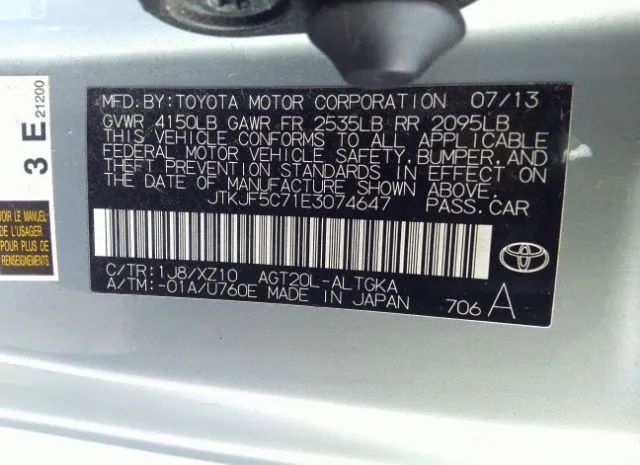 MFD. BY: TOYOTA MOTOR CORPORATION 07/13
GVWR 4150LB GAWR FR 2535LB RR 2095LB
THIS VEHICLE CONFORMS TO ALL APPLICABLE
FEDERAL MOTOR VEHICLE SAFETY, BUMPER, AND
THEFT PREVENTION STANDARDS IN EFFECT ON
THE DATE OF MANUFACTURE SHOWN ABOVE.
JTKJF5C71E3074647 PASS. CAR
C/TR: 1J8/XZ10 AGT20L-ALTGKA
A/TM: -01A/U760E MADE IN JAPAN
706 A
TOYOTA
3 E 21200
VOIR LE MANUEL
DE L'USAGER
POUR PLUS DE
RENSEIGNEMENTS